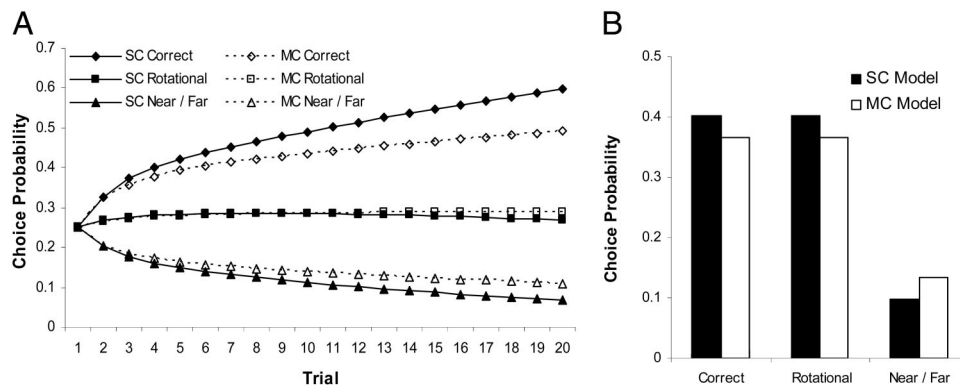 A
0.7
0.6
0.5
0.4
0.3
0.2
0.1
0
Choice Probability
SC Correct
MC Correct
SC Rotational
MC Rotational
SC Near / Far
MC Near / Far
1 2 3 4 5 6 7 8 9 10 11 12 13 14 15 16 17 18 19 20
Trial
B
0.5
0.4
0.3
0.2
0.1
0
Choice Probability
SC Model
MC Model
Correct Rotational Near / Far